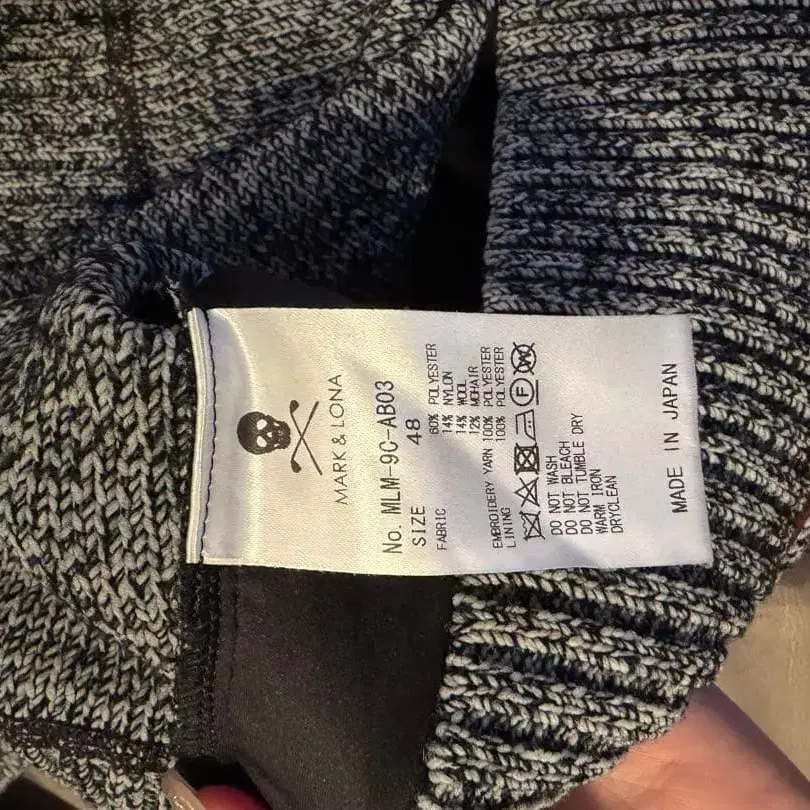 MARK & LONA
No. MLM-9C-AB03
SIZE 48
FABRIC 60% POLYESTER
14% NYLON
14% WOOL
12% MOHAIR
EMBROIDERY YARN 100% POLYESTER
LINING 100% POLYESTER
DO NOT WASH
DO NOT BLEACH
DO NOT TUMBLE DRY
WARM IRON
DRYCLEAN
MADE IN JAPAN